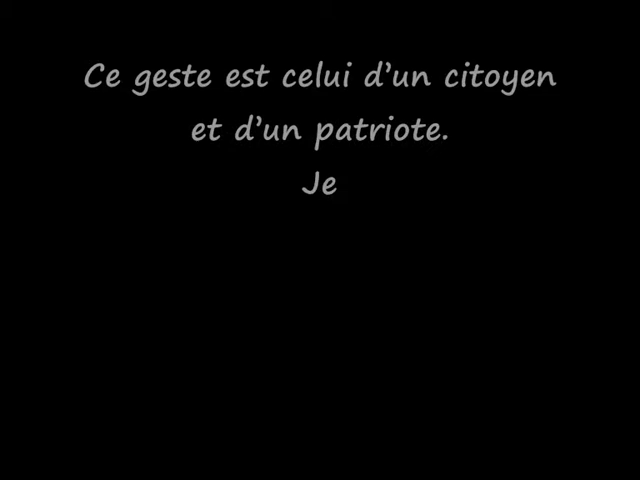 Ce geste est celui d’un citoyen
et d’un patriote.
Je